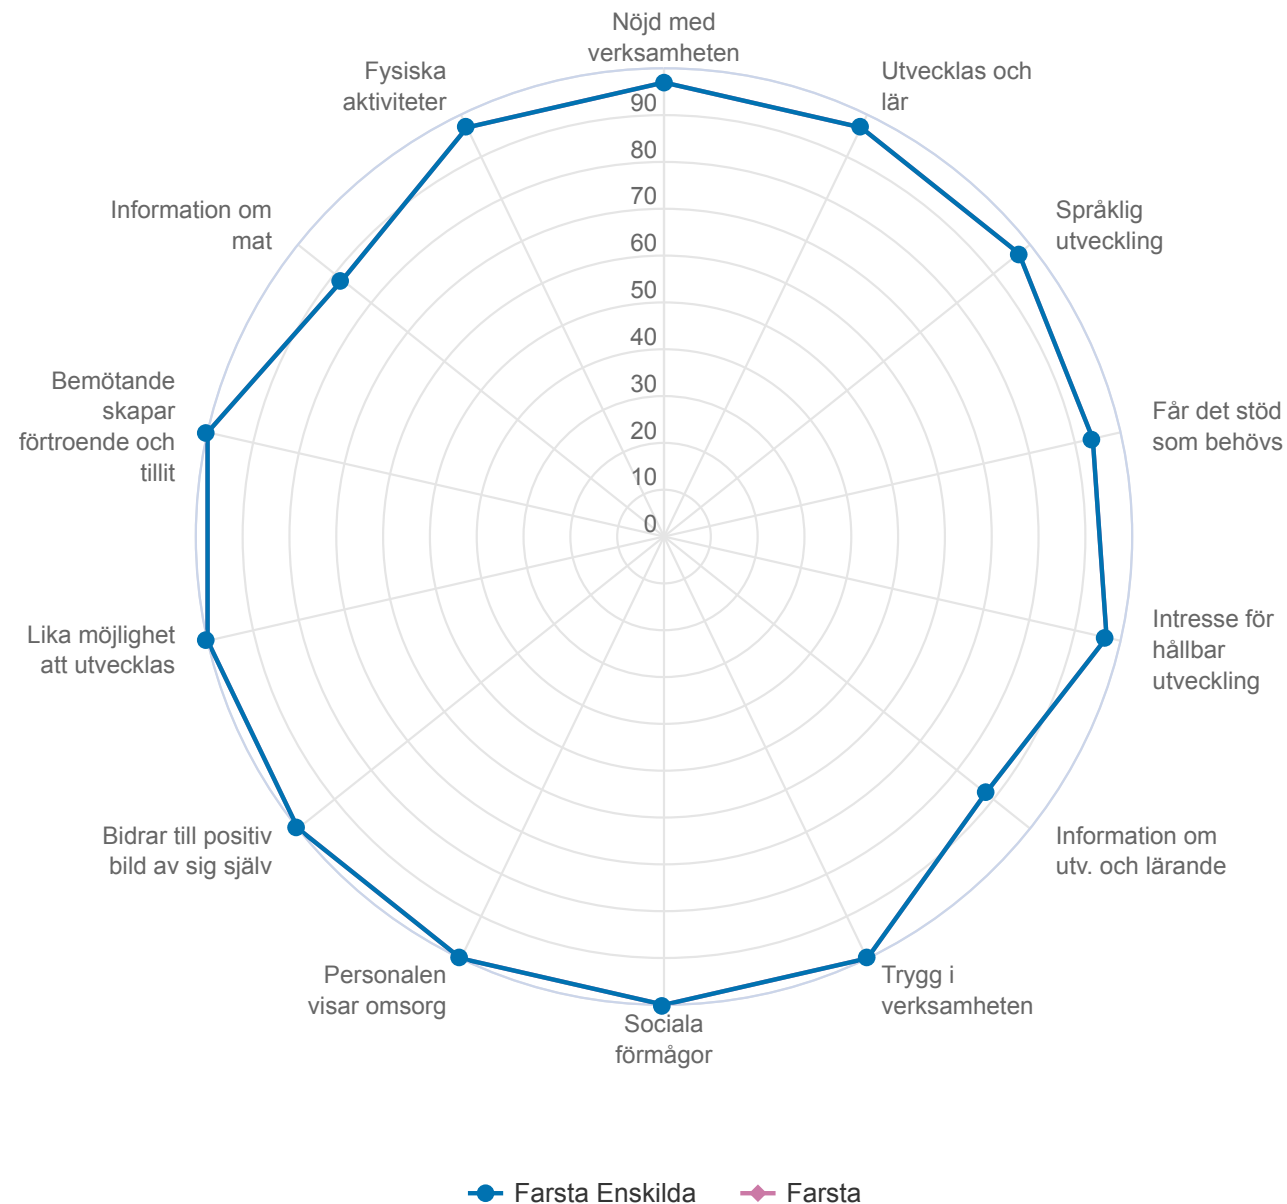 Nöjd med
verksamheten
Utvecklas och
lär
Språklig
utveckling
Får det stöd
som behövs
Intresse för
hållbar
utveckling
Information om
utv. och lärande
Trygg i
verksamheten
Sociala
förmågor
Personalen
visar omsorg
Bidrar till positiv
bild av sig själv
Lika möjlighet
att utvecklas
Bemötande
skapar
förtroende och
tillit
Information om
mat
Fysiska
aktiviteter
90
80
70
60
50
40
30
20
10
0
Farsta Enskilda
Farsta